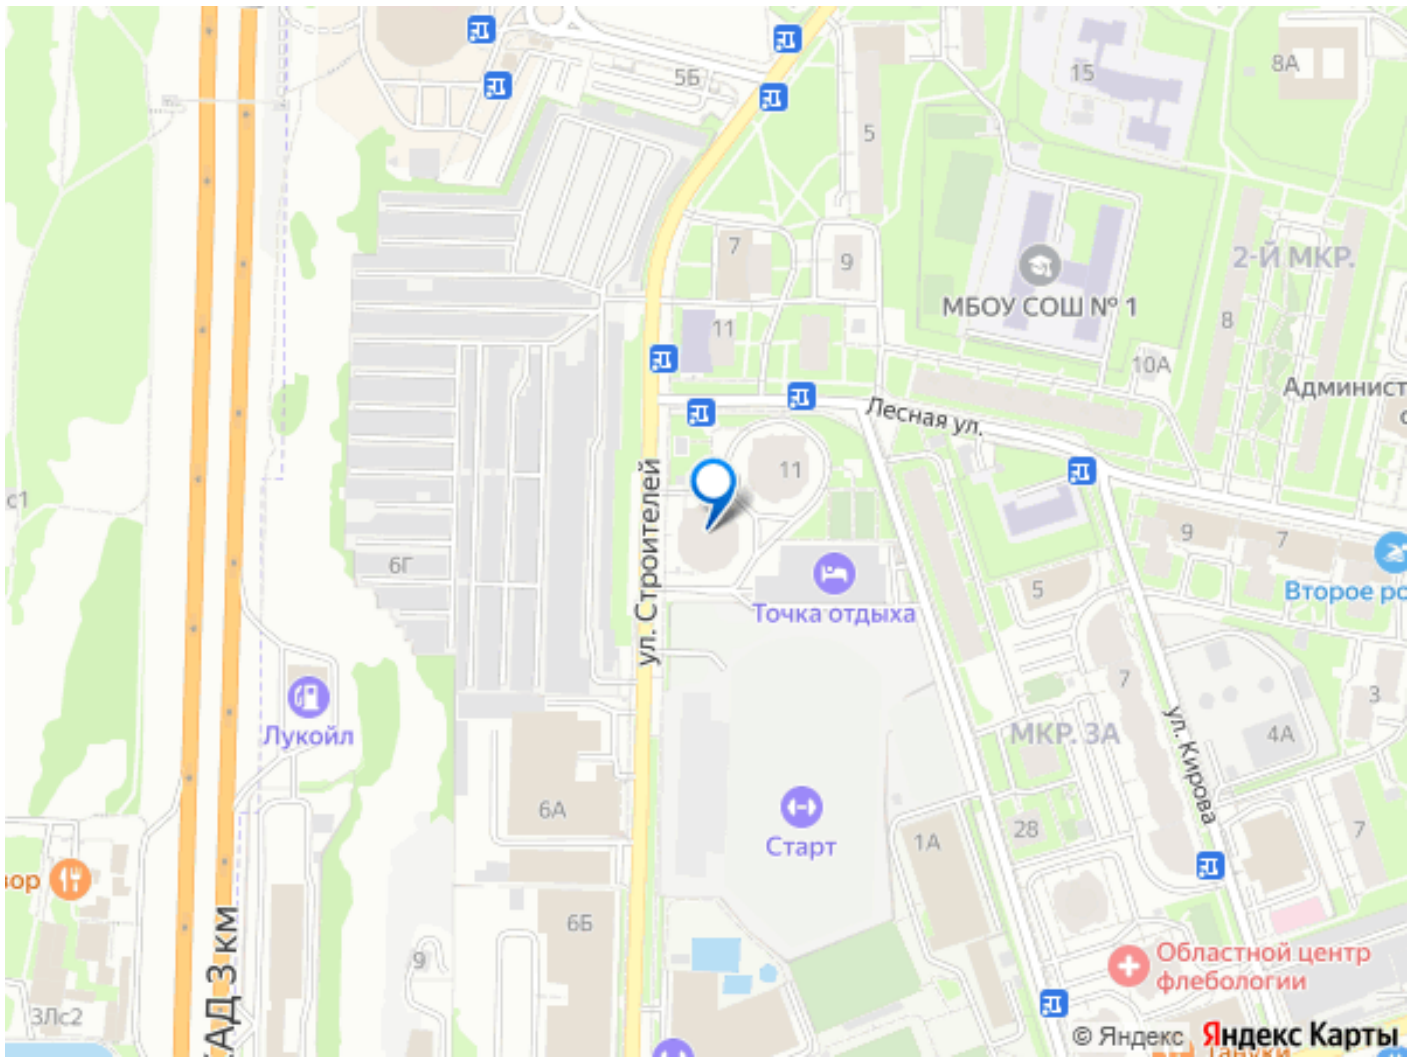 5Б
15
8А
5
7
9
2-Й МКР.
МБОУ СОШ № 1
11
8
10А
Админист
с
Лесная ул.
11
ул. Строителей
с1
6Г
9
7
Точка отдыха
5
Второе ро
Лукойл
7
3
ул. Кирова
МКР. 3А
4А
6А
Старт
28
1А
7
зор
6Б
КАД 3 км
9
Областной центр
флебологии
3Лс2
© Яндекс
Яндекс Карты
Тануки